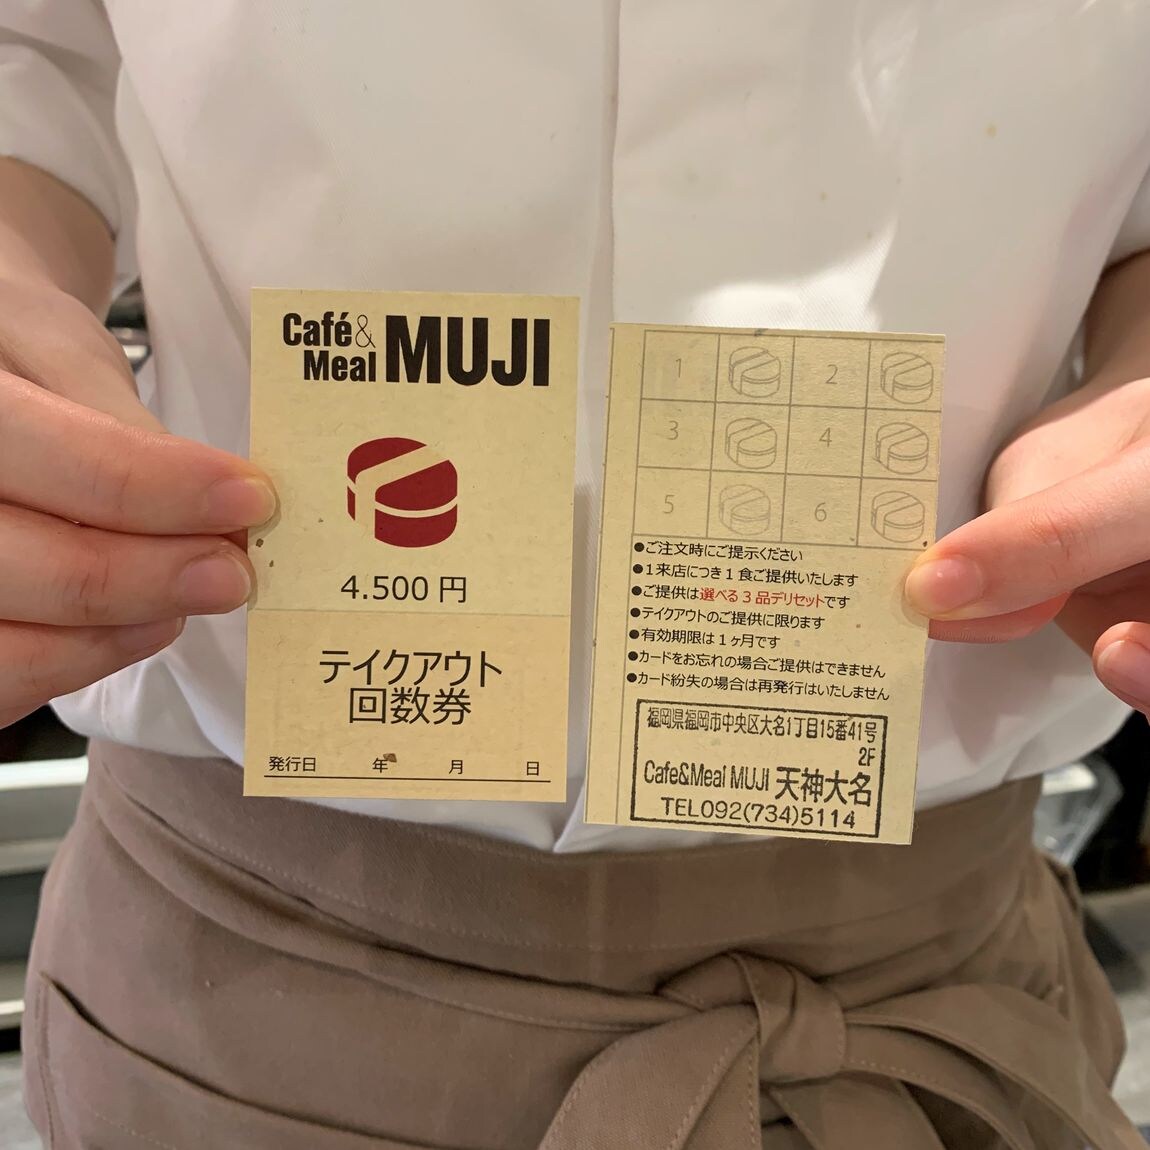 Café&
Meal MUJI
4.500 円
テイクアウト
回数券
発行日 年 月 日
1 2
3 4
5 6
●ご注文時にご提示ください
●1来店につき1食ご提供いたします
●ご提供は選べる3品デリセットです
●テイクアウトのご提供に限ります
●有効期限は1ヶ月です
●カードをお忘れの場合ご提供はできません
●カード紛失の場合は再発行はいたしません
福岡県福岡市中央区大名1丁目15番41号
2F
Cafe&Meal MUJI 天神大名
TEL092(734)5114